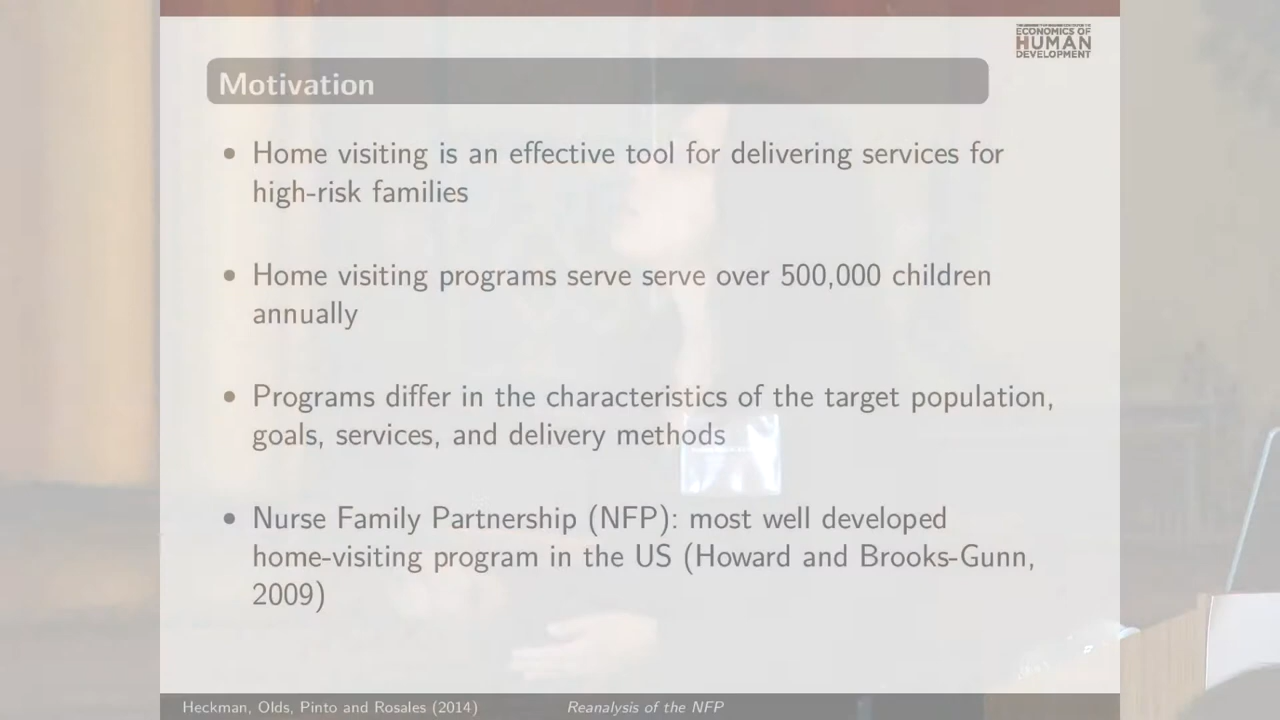 ECONOMICS OF
HUMAN
DEVELOPMENT
Motivation
• Home visiting is an effective tool for delivering services for
high-risk families
• Home visiting programs serve serve over 500,000 children
annually
• Programs differ in the characteristics of the target population,
goals, services, and delivery methods
• Nurse Family Partnership (NFP): most well developed
home-visiting program in the US (Howard and Brooks-Gunn,
2009)
Heckman, Olds, Pinto and Rosales (2014) Reanalysis of the NFP